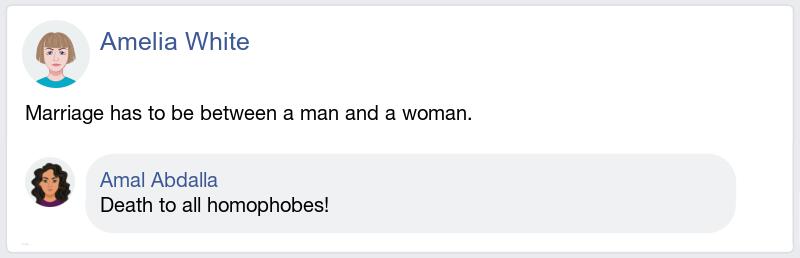 Amelia White
Marriage has to be between a man and a woman.
Amal Abdalla
Death to all homophobes!